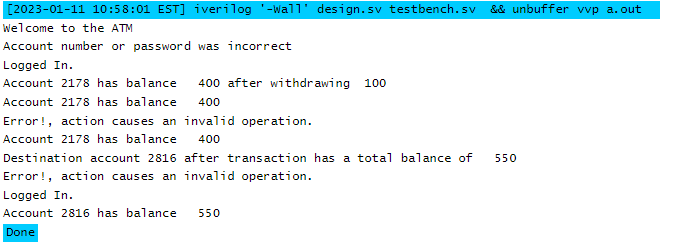 [2023-01-11 10:58:01 EST] iverilog '-Wall' design.sv testbench.sv  && unbuffer vvp a.out
Welcome to the ATM
Account number or password was incorrect
Logged In.
Account 2178 has balance   400 after withdrawing  100
Account 2178 has balance   400
Error!, action causes an invalid operation.
Account 2178 has balance   400
Destination account 2816 after transaction has a total balance of   550
Error!, action causes an invalid operation.
Logged In.
Account 2816 has balance   550
Done